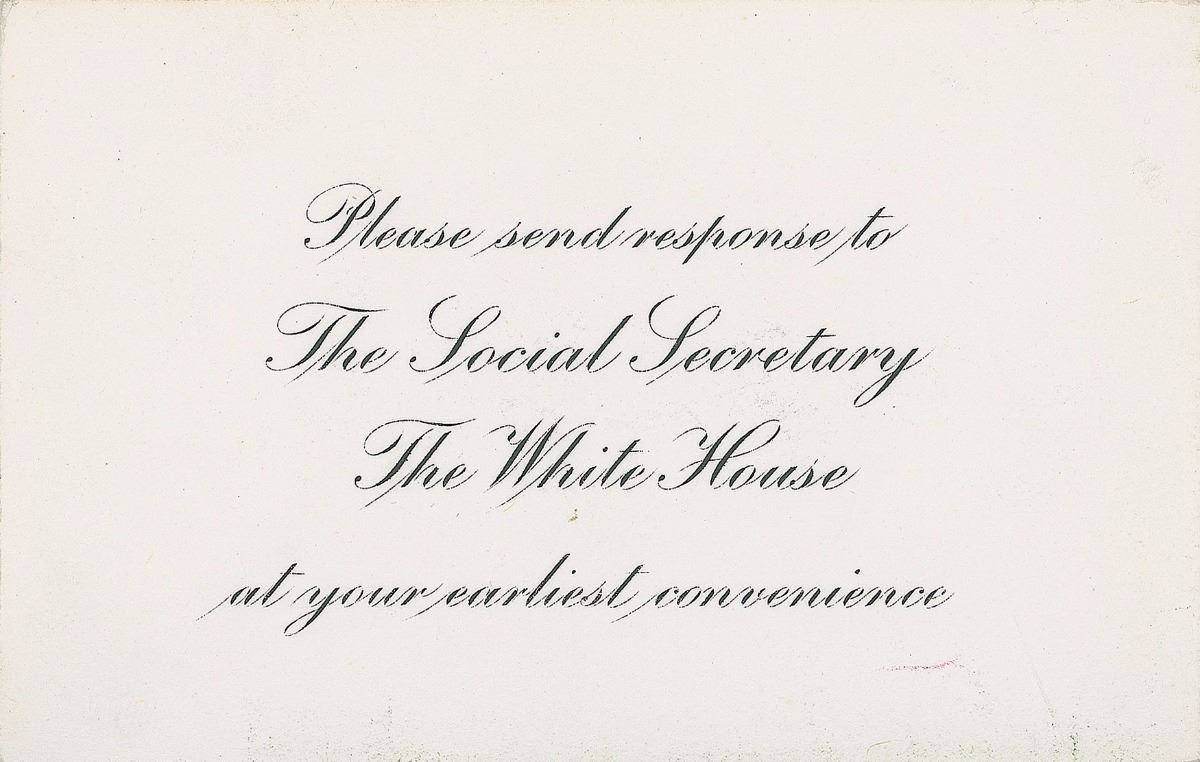 Please send response to
The Social Secretary
The White House
at your earliest convenience